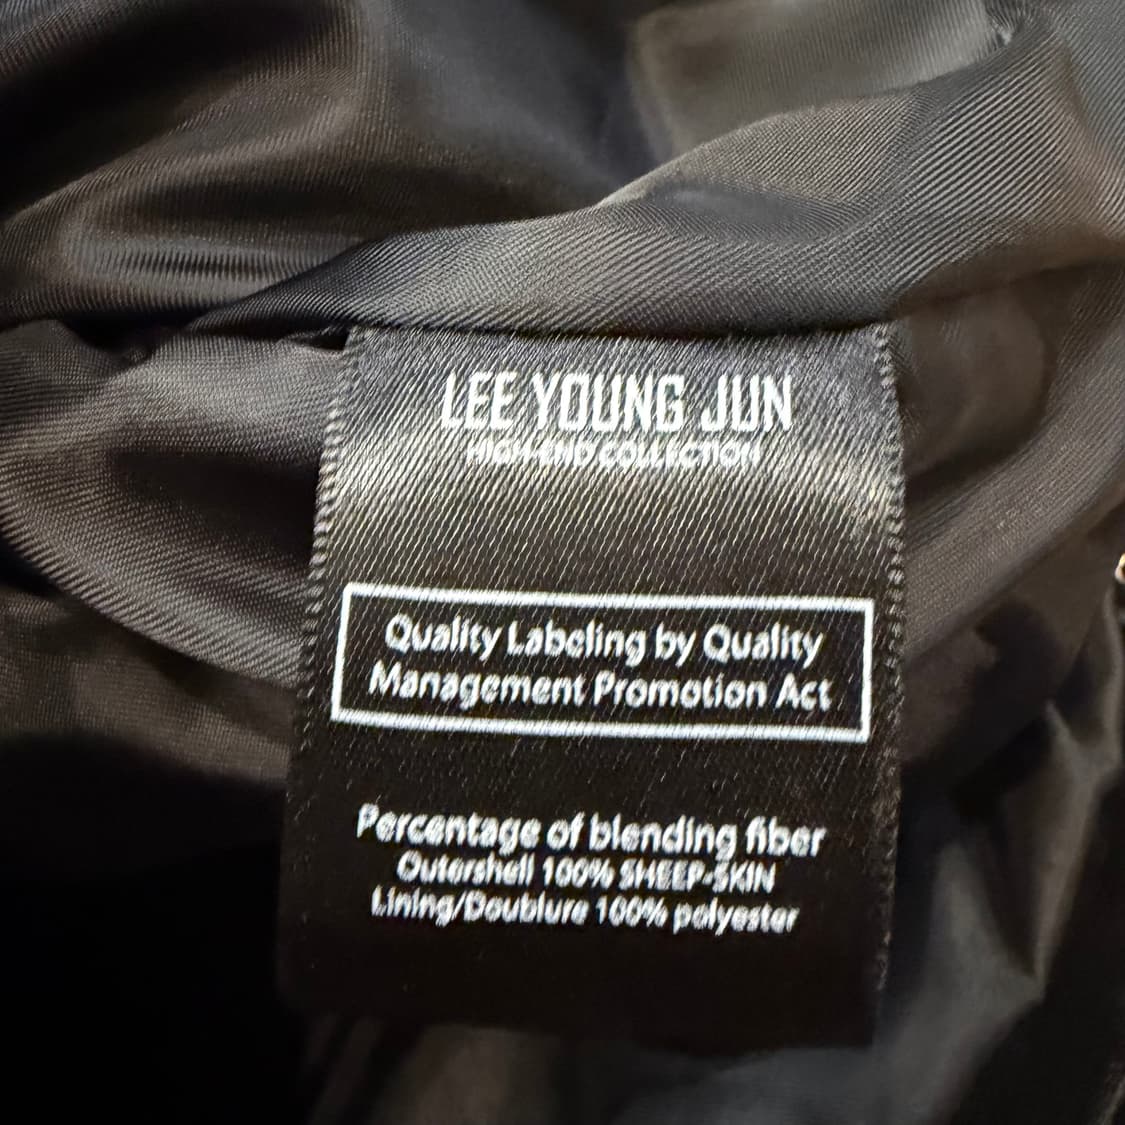 LEE YOUNG JUN
HIGH-END COLLECTION
Quality Labeling by Quality
Management Promotion Act
Percentage of blending fiber
Outershell 100% SHEEP-SKIN
Lining/Doublure 100% polyester